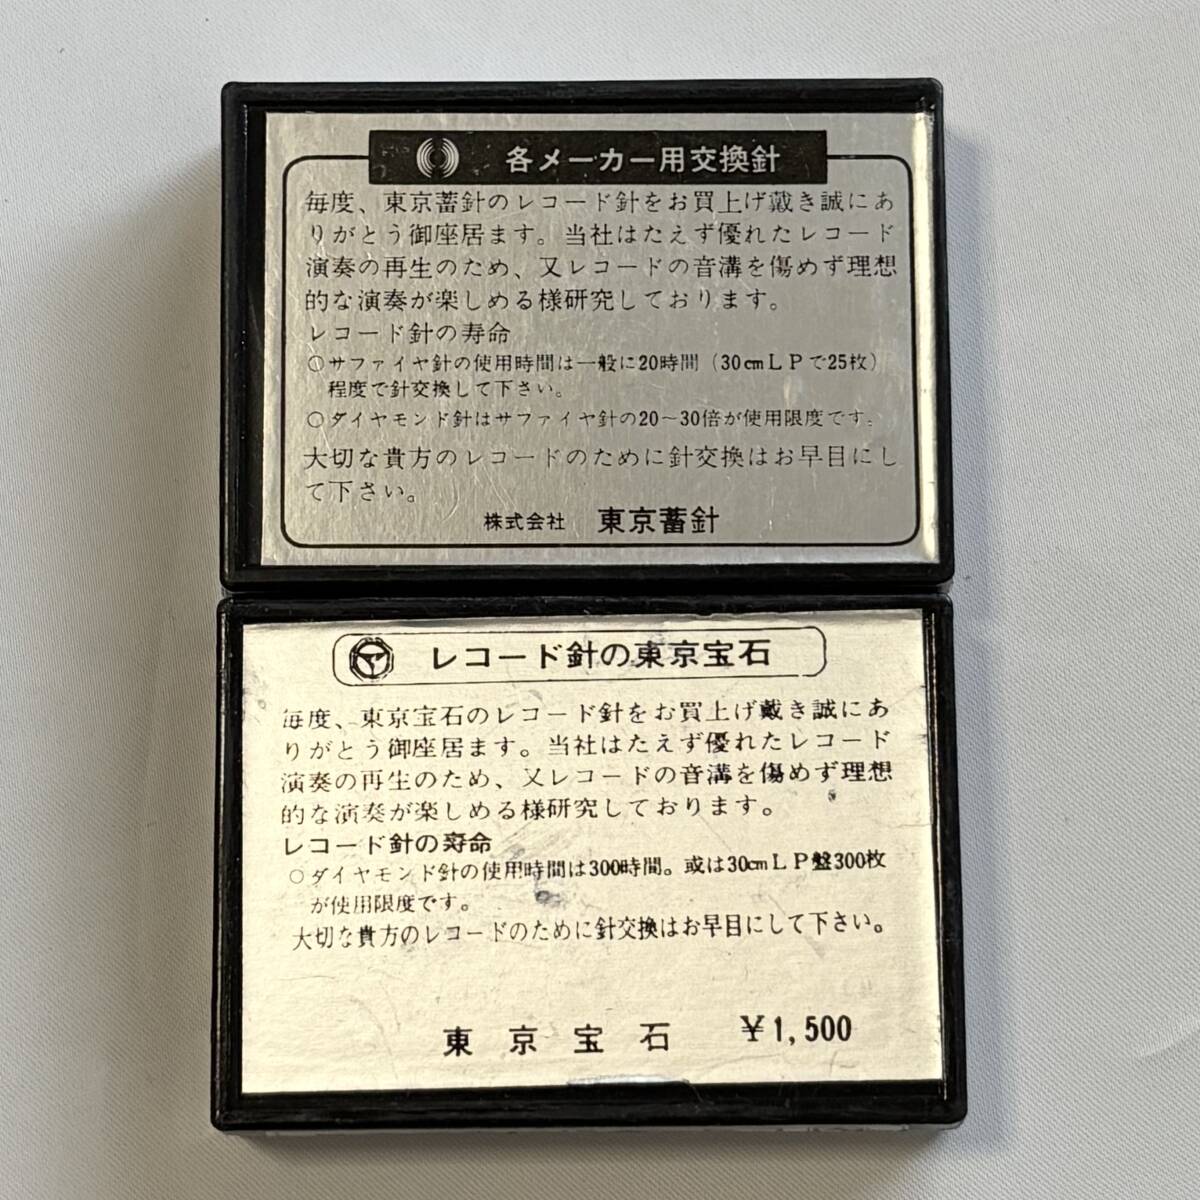 各メーカー用交換針
毎度、東京蓄針のレコード針をお買上げ戴き誠にあ
りがとう御座居ます。当社はたえず優れたレコード
演奏の再生のため、又レコードの音溝を傷めず理想
的な演奏が楽しめる様研究しております。
レコード針の寿命
○サファイヤ針の使用時間は一般に20時間(30cmLPで25枚)
程度で針交換して下さい。
○ダイヤモンド針はサファイヤ針の20〜30倍が使用限度です。
大切な貴方のレコードのために針交換はお早目にし
て下さい。
株式会社 東京蓄針
レコード針の東京宝石
毎度、東京宝石のレコード針をお買上げ戴き誠にあ
りがとう御座居ます。当社はたえず優れたレコード
演奏の再生のため、又レコードの音溝を傷めず理想
的な演奏が楽しめる様研究しております。
レコード針の寿命
○ダイヤモンド針の使用時間は300時間。或は30cmLP盤300枚
が使用限度です。
大切な貴方のレコードのために針交換はお早目にして下さい。
東京宝石 ¥1,500